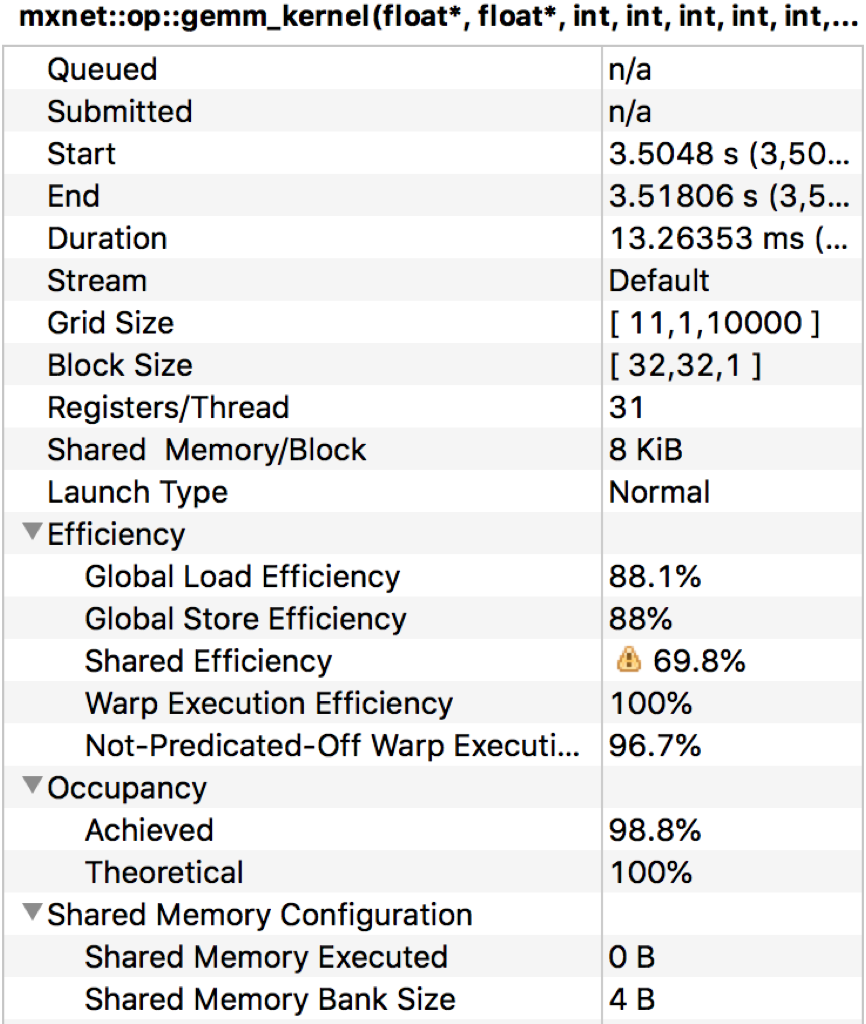 mxnet::op::gemm_kernel(float*, float*, int, int, int, int, int,...
Queued n/a
Submitted n/a
Start 3.5048 s (3,50...
End 3.51806 s (3,5...
Duration 13.26353 ms (...
Stream Default
Grid Size [ 11,1,10000 ]
Block Size [ 32,32,1 ]
Registers/Thread 31
Shared Memory/Block 8 KiB
Launch Type Normal
Efficiency
Global Load Efficiency 88.1%
Global Store Efficiency 88%
Shared Efficiency 69.8%
Warp Execution Efficiency 100%
Not-Predicated-Off Warp Executi... 96.7%
Occupancy
Achieved 98.8%
Theoretical 100%
Shared Memory Configuration
Shared Memory Executed 0 B
Shared Memory Bank Size 4 B